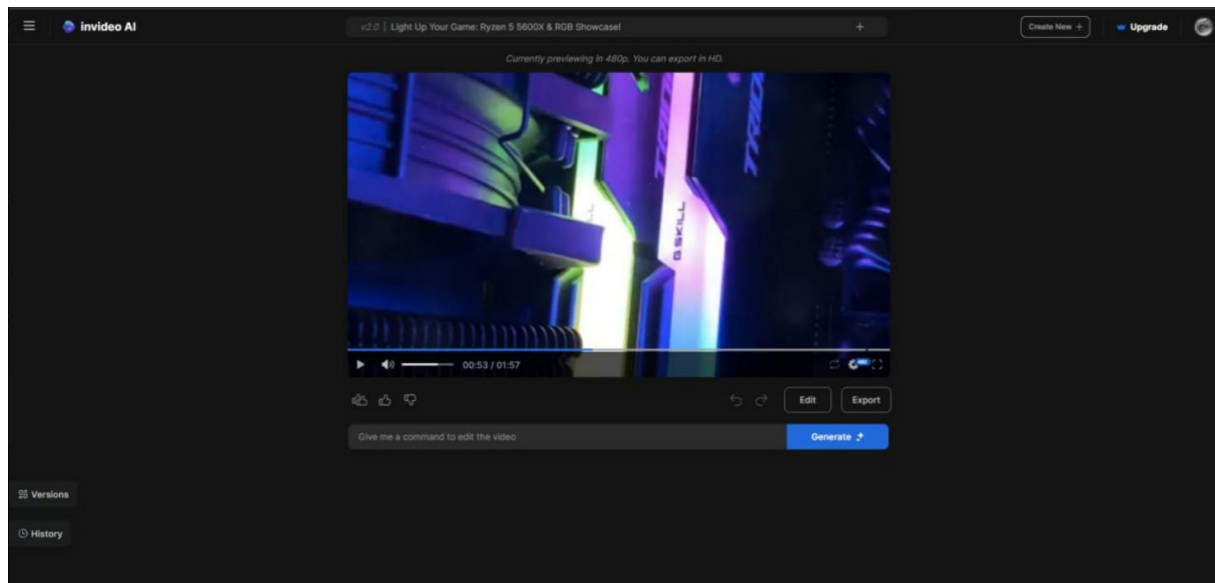 invideo AI
v2.0 | Light Up Your Game: Ryzen 5 5600X & RGB Showcase!
+
Create New +
Upgrade
Currently previewing in 480p. You can export in HD.
TRIDENT
G.SKILL
00:53 / 01:57
480
Edit
Export
Give me a command to edit the video
Generate
Versions
History